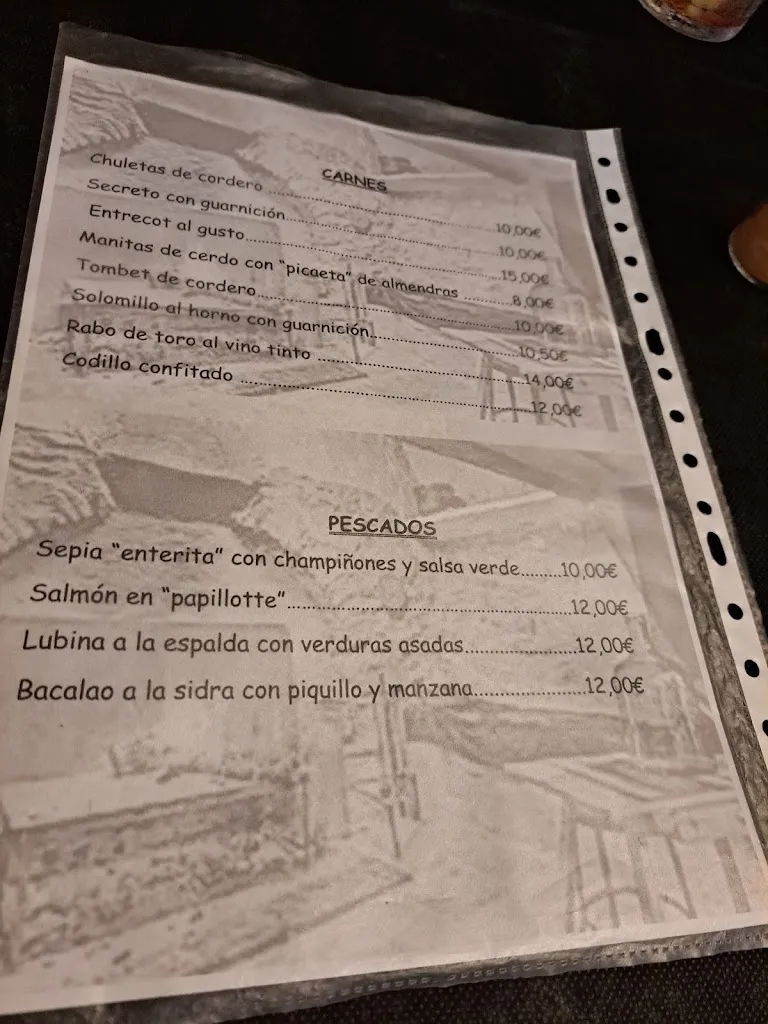 CARNES
Chuletas de cordero ........................ 10,00€
Secreto con guarnición........................ 10,00€
Entrecot al gusto........................ 15,00€
Manitas de cerdo con "picaeta" de almendras ............8,00€
Tombet de cordero........................ 10,00€
Solomillo al horno con guarnición........................10,50€
Rabo de toro al vino tinto ........................14,00€
Codillo confitado ........................12,00€
PESCADOS
Sepia "enterita" con champiñones y salsa verde.........10,00€
Salmón en "papillotte"........................12,00€
Lubina a la espalda con verduras asadas........................12,00€
Bacalao a la sidra con piquillo y manzana........................12,00€